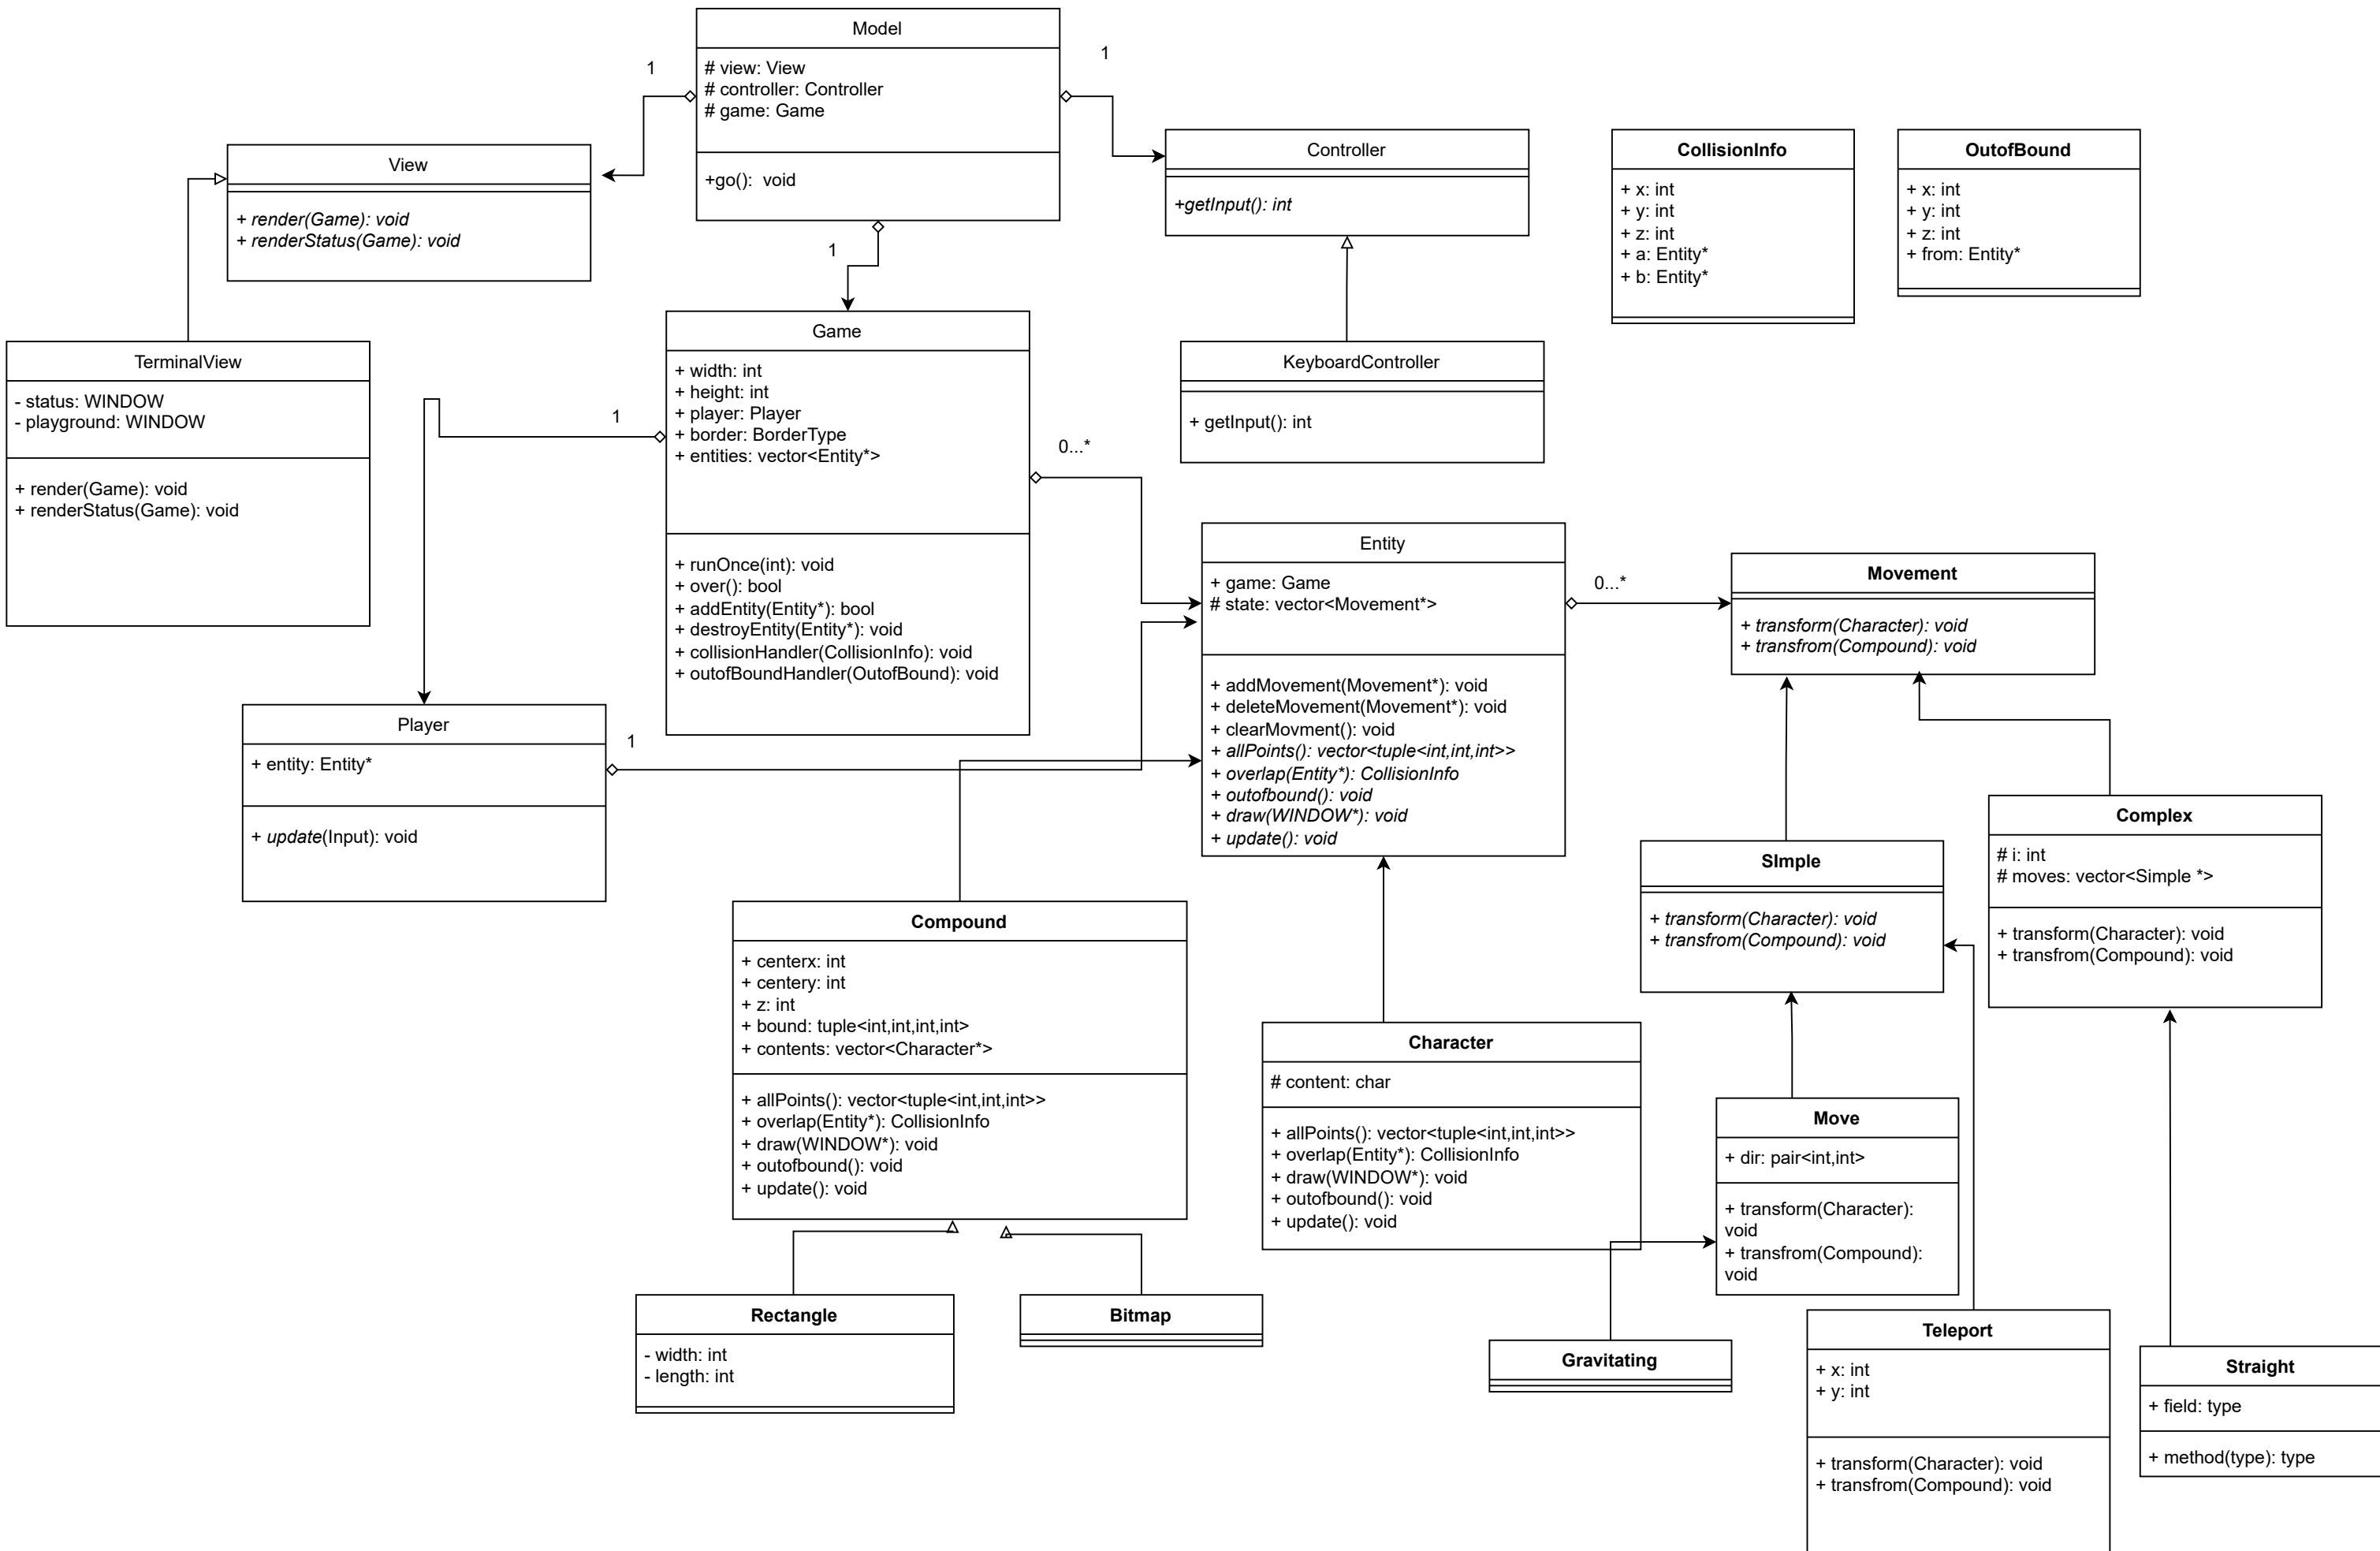 Model
# view: View
# controller: Controller
# game: Game
+go():  void
1
1
1
View
+ render(Game): void
+ renderStatus(Game): void
Controller
+getInput(): int
CollisionInfo
+ x: int
+ y: int
+ z: int
+ a: Entity*
+ b: Entity*
OutofBound
+ x: int
+ y: int
+ z: int
+ from: Entity*
TerminalView
- status: WINDOW
- playground: WINDOW
+ render(Game): void
+ renderStatus(Game): void
Game
+ width: int
+ height: int
+ player: Player
+ border: BorderType
+ entities: vector<Entity*>
+ runOnce(int): void
+ over(): bool
+ addEntity(Entity*): bool
+ destroyEntity(Entity*): void
+ collisionHandler(CollisionInfo): void
+ outofBoundHandler(OutofBound): void
1
0...*
KeyboardController
+ getInput(): int
Entity
+ game: Game
# state: vector<Movement*>
+ addMovement(Movement*): void
+ deleteMovement(Movement*): void
+ clearMovment(): void
+ allPoints(): vector<tuple<int,int,int>>
+ overlap(Entity*): CollisionInfo
+ outofbound(): void
+ draw(WINDOW*): void
+ update(): void
0...*
Movement
+ transform(Character): void
+ transfrom(Compound): void
Player
+ entity: Entity*
+ update(Input): void
1
Compound
+ centerx: int
+ centery: int
+ z: int
+ bound: tuple<int,int,int,int>
+ contents: vector<Character*>
+ allPoints(): vector<tuple<int,int,int>>
+ overlap(Entity*): CollisionInfo
+ draw(WINDOW*): void
+ outofbound(): void
+ update(): void
SImple
+ transform(Character): void
+ transfrom(Compound): void
Complex
# i: int
# moves: vector<Simple *>
+ transform(Character): void
+ transfrom(Compound): void
Character
# content: char
+ allPoints(): vector<tuple<int,int,int>>
+ overlap(Entity*): CollisionInfo
+ draw(WINDOW*): void
+ outofbound(): void
+ update(): void
Move
+ dir: pair<int,int>
+ transform(Character):
void
+ transfrom(Compound):
void
Rectangle
- width: int
- length: int
Bitmap
Gravitating
Teleport
+ x: int
+ y: int
+ transform(Character): void
+ transfrom(Compound): void
Straight
+ field: type
+ method(type): type